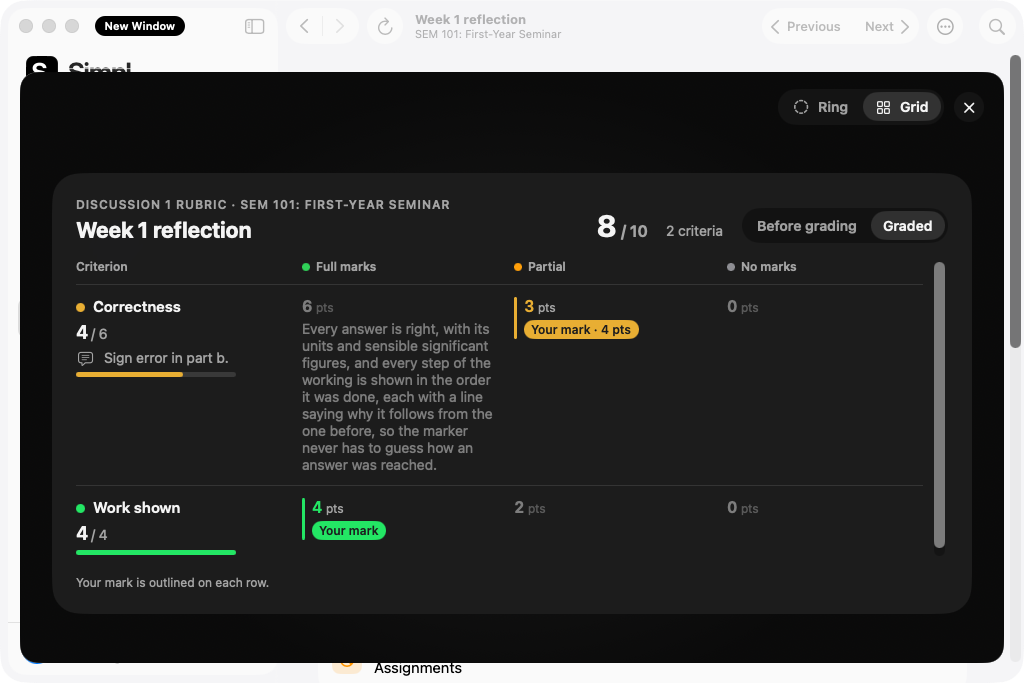 New Window
Week 1 reflection
SEM 101: First-Year Seminar
Previous
Next
Ring
Grid
DISCUSSION 1 RUBRIC · SEM 101: FIRST-YEAR SEMINAR
Week 1 reflection
8 / 10
2 criteria
Before grading
Graded
Criterion
Full marks
Partial
No marks
Correctness
4 / 6
Sign error in part b.
6 pts
Every answer is right, with its
units and sensible significant
figures, and every step of the
working is shown in the order
it was done, each with a line
saying why it follows from the
one before, so the marker
never has to guess how an
answer was reached.
3 pts
Your mark · 4 pts
0 pts
Work shown
4 / 4
4 pts
Your mark
2 pts
0 pts
Your mark is outlined on each row.
Assignments